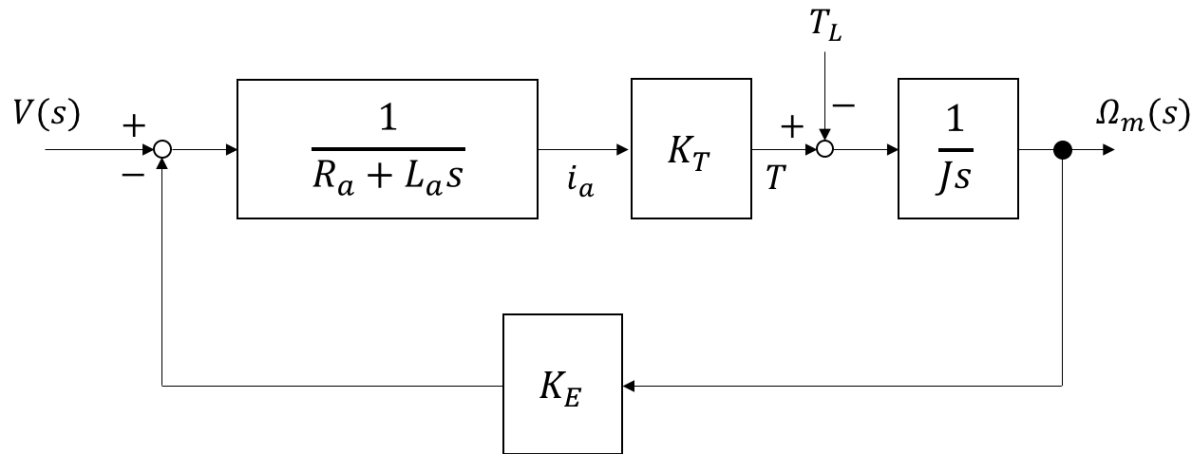 T_L
V(s)
+
−
1
R_a + L_a s
i_a
K_T
+
T
−
1
Js
Ω_m(s)
K_E